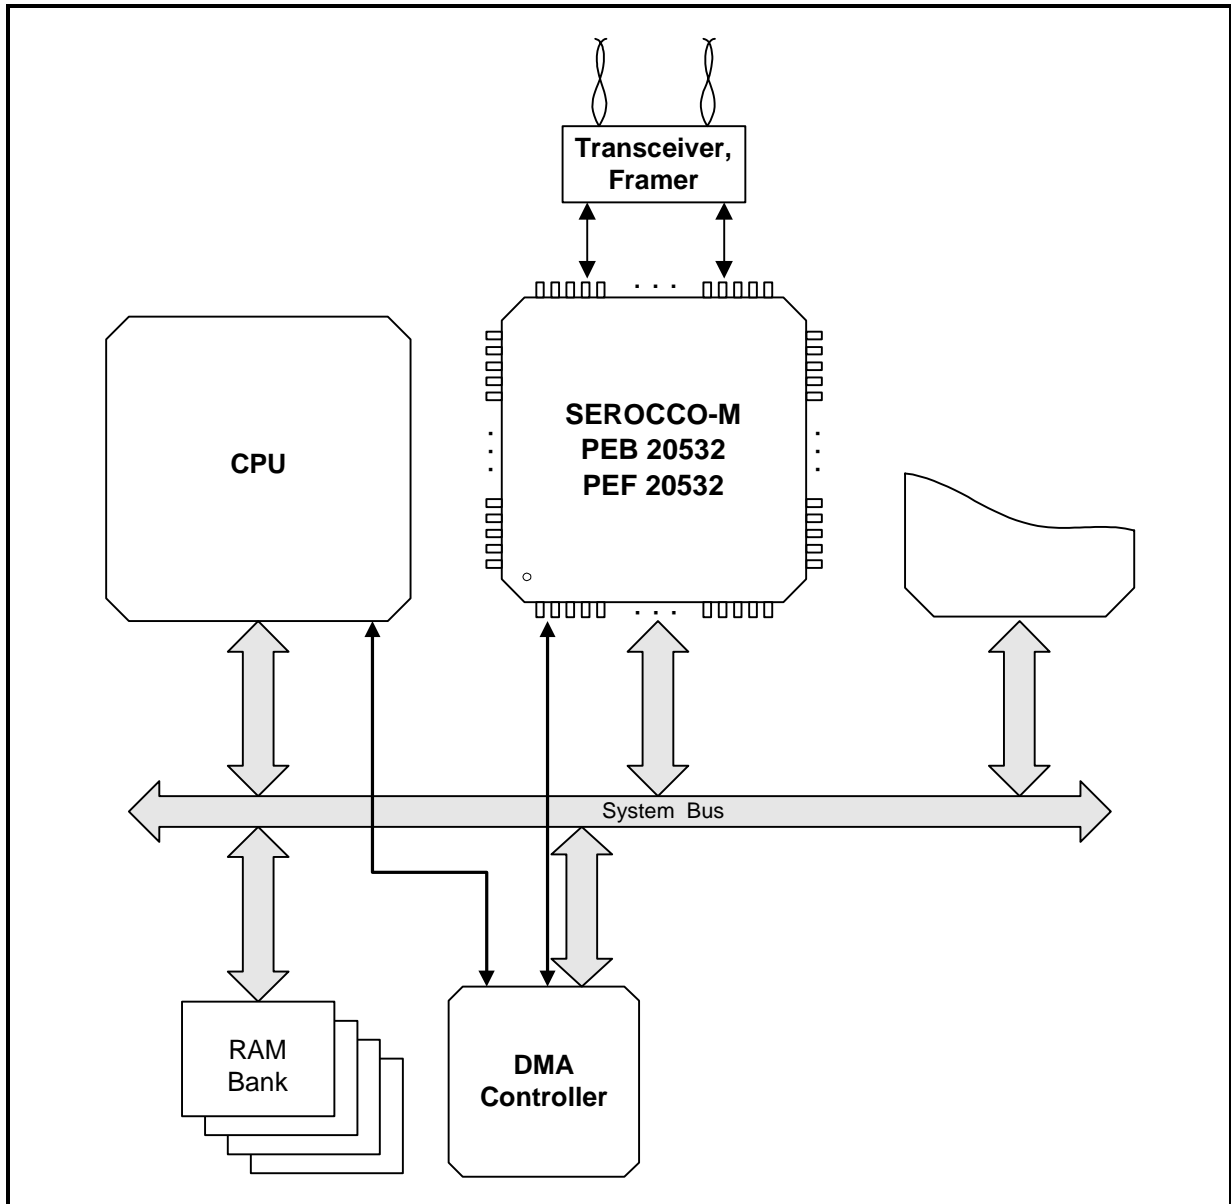 Transceiver,
Framer
CPU
SEROCCO-M
PEB 20532
PEF 20532
System Bus
RAM
Bank
DMA
Controller